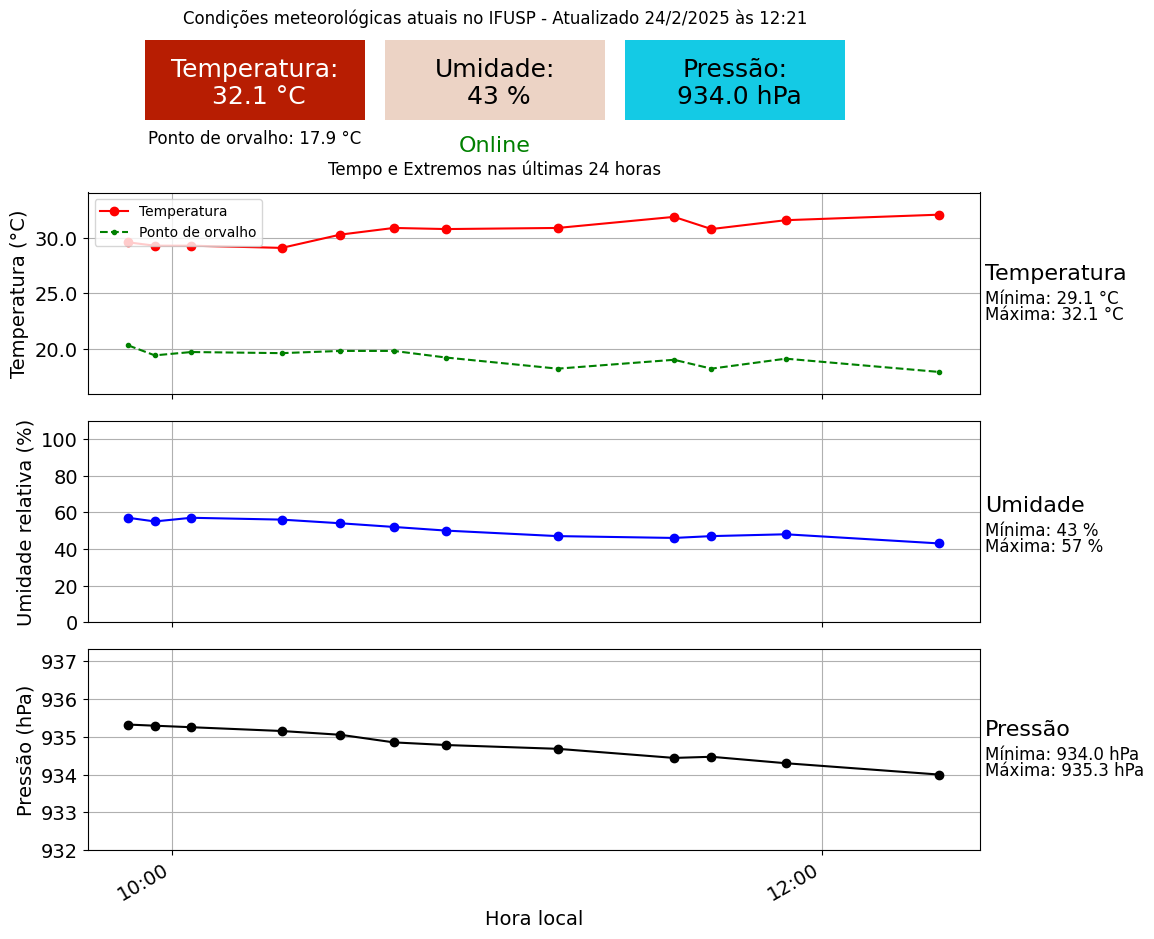 Condições meteorológicas atuais no IFUSP - Atualizado 24/2/2025 às 12:21
Temperatura:
32.1 °C
Umidade:
43 %
Pressão:
934.0 hPa
Ponto de orvalho: 17.9 °C
Online
Tempo e Extremos nas últimas 24 horas
Temperatura (°C)
30.0
25.0
20.0
Temperatura
Ponto de orvalho
Temperatura
Mínima: 29.1 °C
Máxima: 32.1 °C
Umidade relativa (%)
100
80
60
40
20
0
Umidade
Mínima: 43 %
Máxima: 57 %
Pressão (hPa)
937
936
935
934
933
932
Pressão
Mínima: 934.0 hPa
Máxima: 935.3 hPa
10:00
12:00
Hora local